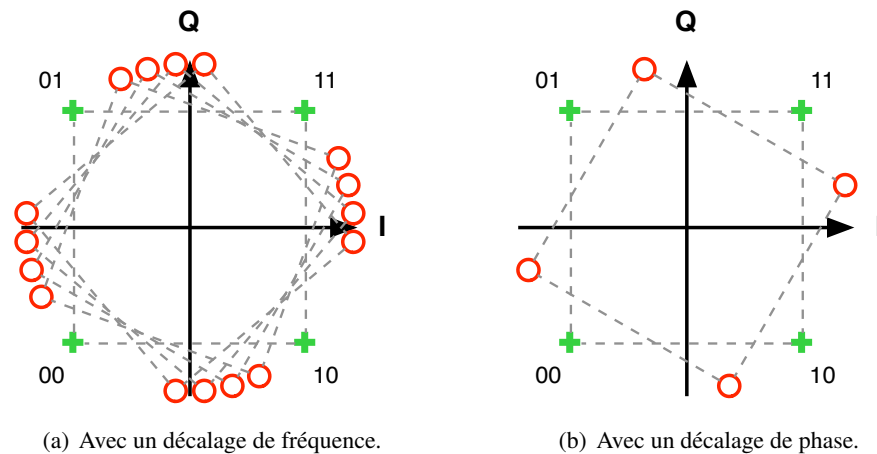 Q Q
01 11 01 11
I I
00 10 00 10
(a) Avec un décalage de fréquence. (b) Avec un décalage de phase.